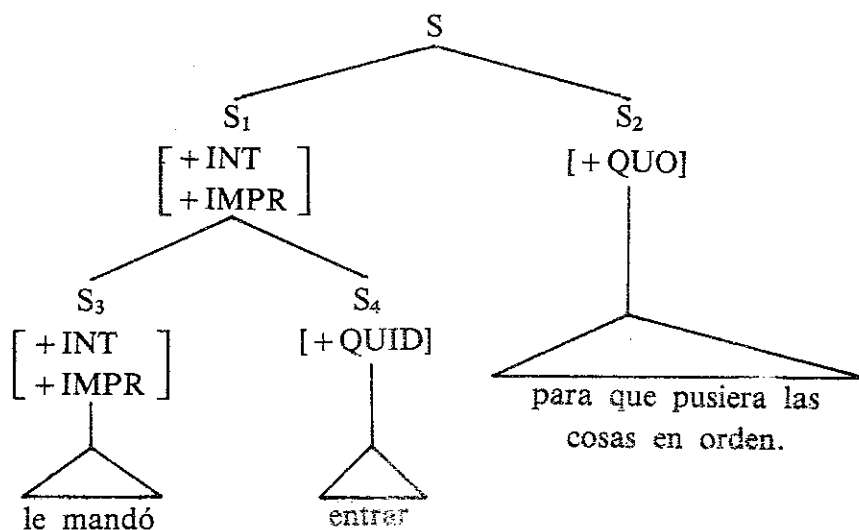 S
S₁ S₂
[ +INT
+IMPR ] [+QUO]
S₃ S₄
[ +INT
+IMPR ] [+QUID]
para que pusiera las
cosas en orden.
le mandó entrar